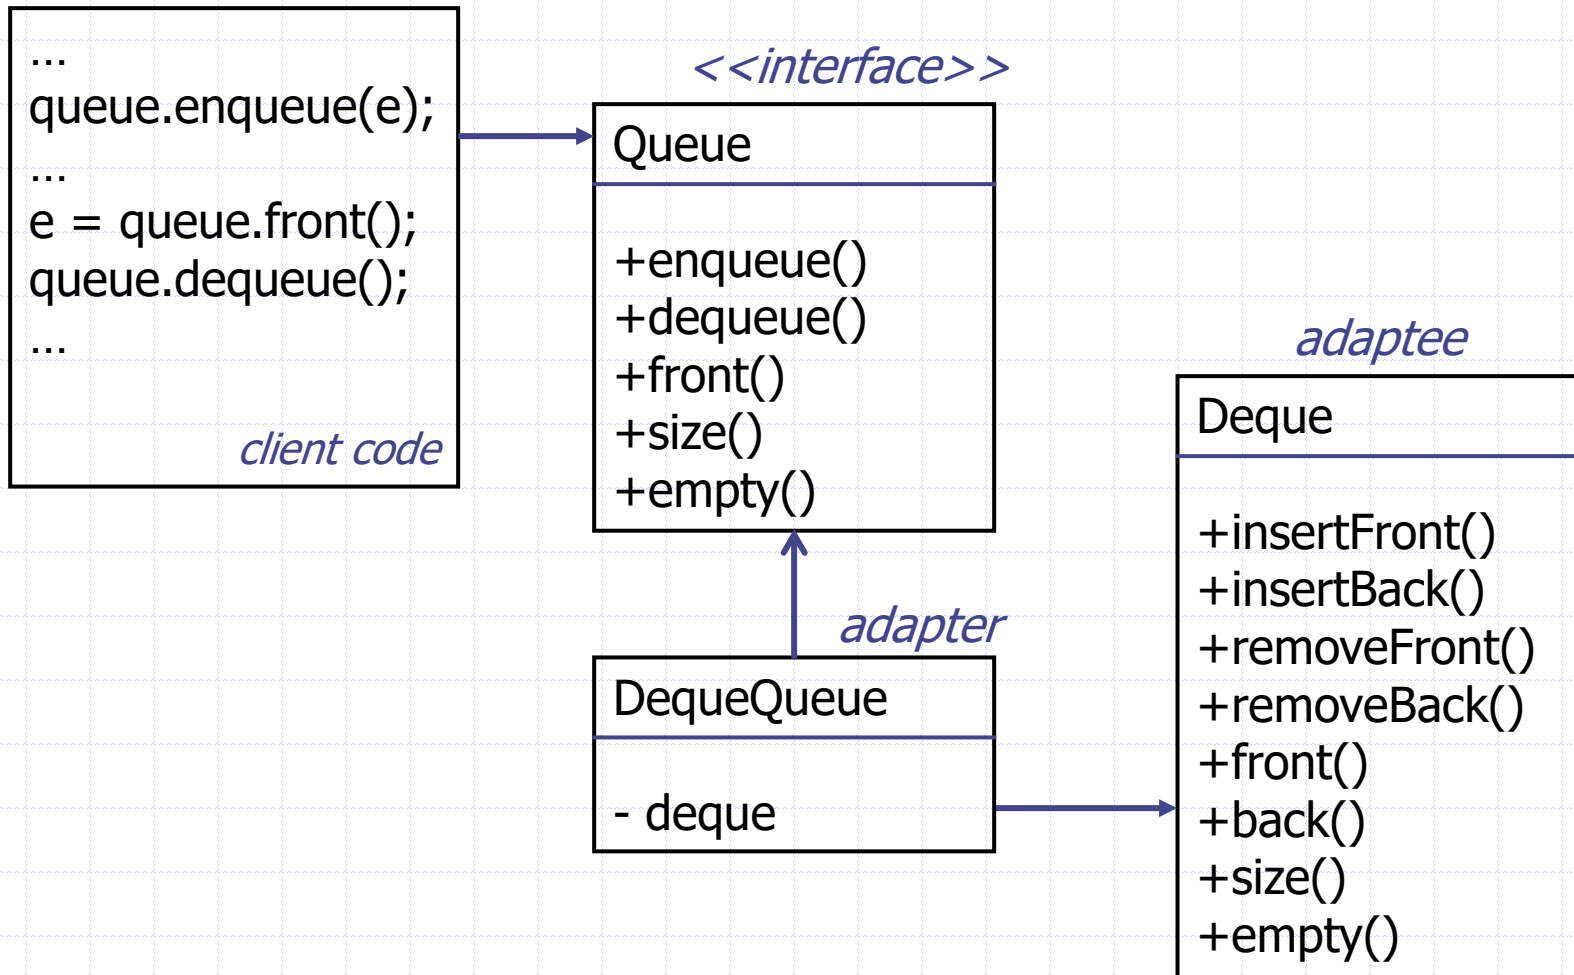 ...
queue.enqueue(e);
...
e = queue.front();
queue.dequeue();
...
client code
<<interface>>
Queue
+enqueue()
+dequeue()
+front()
+size()
+empty()
adapter
DequeQueue
- deque
adaptee
Deque
+insertFront()
+insertBack()
+removeFront()
+removeBack()
+front()
+back()
+size()
+empty()